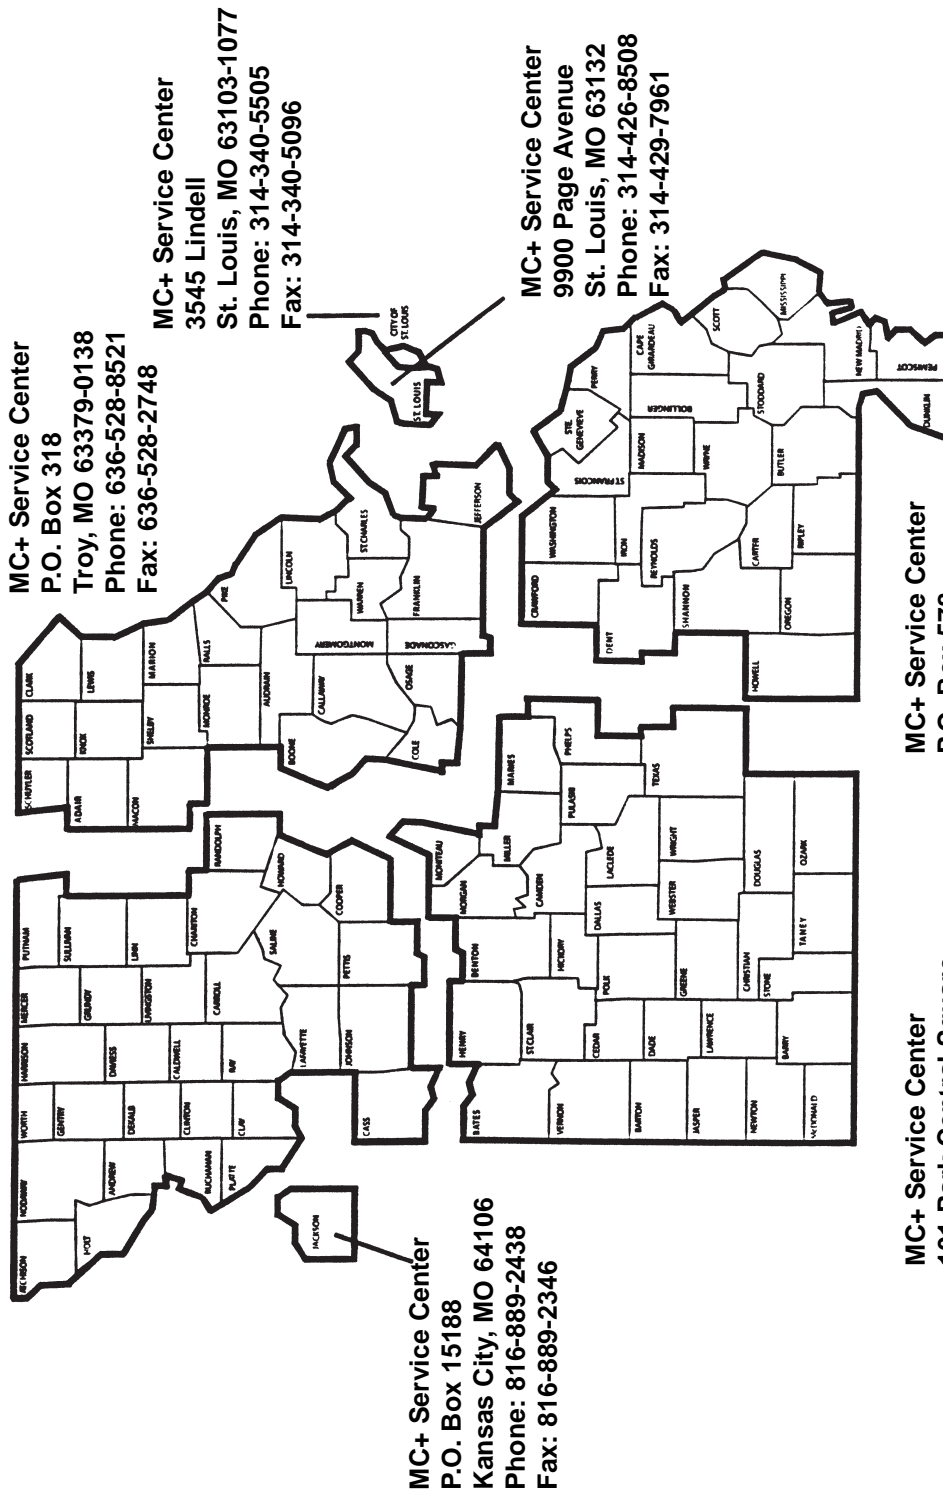 MC+ Service Center
P.O. Box 318
Troy, MO 63379-0138
Phone: 636-528-8521
Fax: 636-528-2748
MC+ Service Center
3545 Lindell
St. Louis, MO 63103-1077
Phone: 314-340-5505
Fax: 314-340-5096
MC+ Service Center
9900 Page Avenue
St. Louis, MO 63132
Phone: 314-426-8508
Fax: 314-429-7961
MC+ Service Center
P.O. Box 15188
Kansas City, MO 64106
Phone: 816-889-2438
Fax: 816-889-2346
MC+ Service Center
MC+ Service Center
NODAWAY
WORTH
HARRISON
MERCER
PUTNAM
HOLT
ANDREW
GENTRY
DEKALB
DAVIESS
GRUNDY
SULLIVAN
LINN
LIVINGSTON
CALDWELL
CLINTON
BUCHANAN
PLATTE
CLAY
RAY
CARROLL
CHARITON
RANDOLPH
HOWARD
SALINE
LAFAYETTE
COOPER
PETTIS
JOHNSON
CASS
JACKSON
SCHUYLER
SCOTLAND
CLARK
ADAIR
KNOX
LEWIS
MACON
SHELBY
MARION
MONROE
RALLS
PIKE
AUDRAIN
BOONE
CALLAWAY
MONTGOMERY
LINCOLN
WARREN
ST.CHARLES
COLE
OSAGE
GASCONADE
FRANKLIN
JEFFERSON
ST. LOUIS
CITY OF
ST. LOUIS
BATES
HENRY
BENTON
MORGAN
MONITEAU
MILLER
MARIES
PHELPS
PULASKI
CAMDEN
HICKORY
ST.CLAIR
VERNON
CEDAR
POLK
DALLAS
LACLEDE
TEXAS
WRIGHT
WEBSTER
GREENE
DADE
BARTON
JASPER
LAWRENCE
NEWTON
BARRY
STONE
CHRISTIAN
TANEY
DOUGLAS
OZARK
CRAWFORD
WASHINGTON
STE.
GENEVIEVE
PERRY
ST.FRANCOIS
DENT
IRON
MADISON
BOLLINGER
CAPE
GIRARDEAU
REYNOLDS
SHANNON
WAYNE
SCOTT
STODDARD
MISSISSIPPI
HOWELL
OREGON
CARTER
RIPLEY
BUTLER
NEW MADRID
PEMISCOT
DUNKLIN